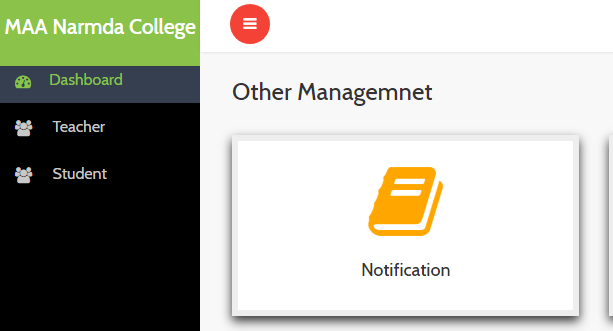 MAA Narmda College
Dashboard
Teacher
Student
Other Managemnet
Notification